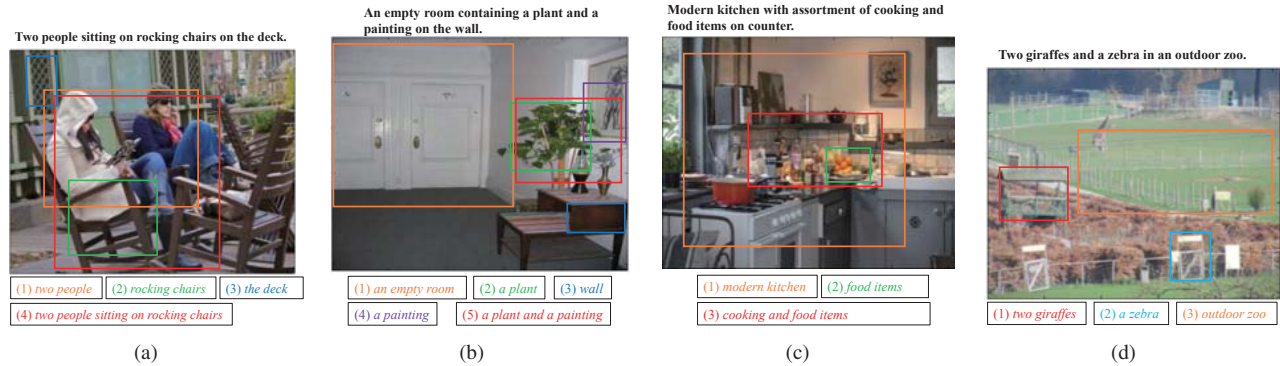 Two people sitting on rocking chairs on the deck.
(1) two people
(2) rocking chairs
(3) the deck
(4) two people sitting on rocking chairs
(a)
An empty room containing a plant and a
painting on the wall.
(1) an empty room
(2) a plant
(3) wall
(4) a painting
(5) a plant and a painting
(b)
Modern kitchen with assortment of cooking and
food items on counter.
(1) modern kitchen
(2) food items
(3) cooking and food items
(c)
Two giraffes and a zebra in an outdoor zoo.
(1) two giraffes
(2) a zebra
(3) outdoor zoo
(d)